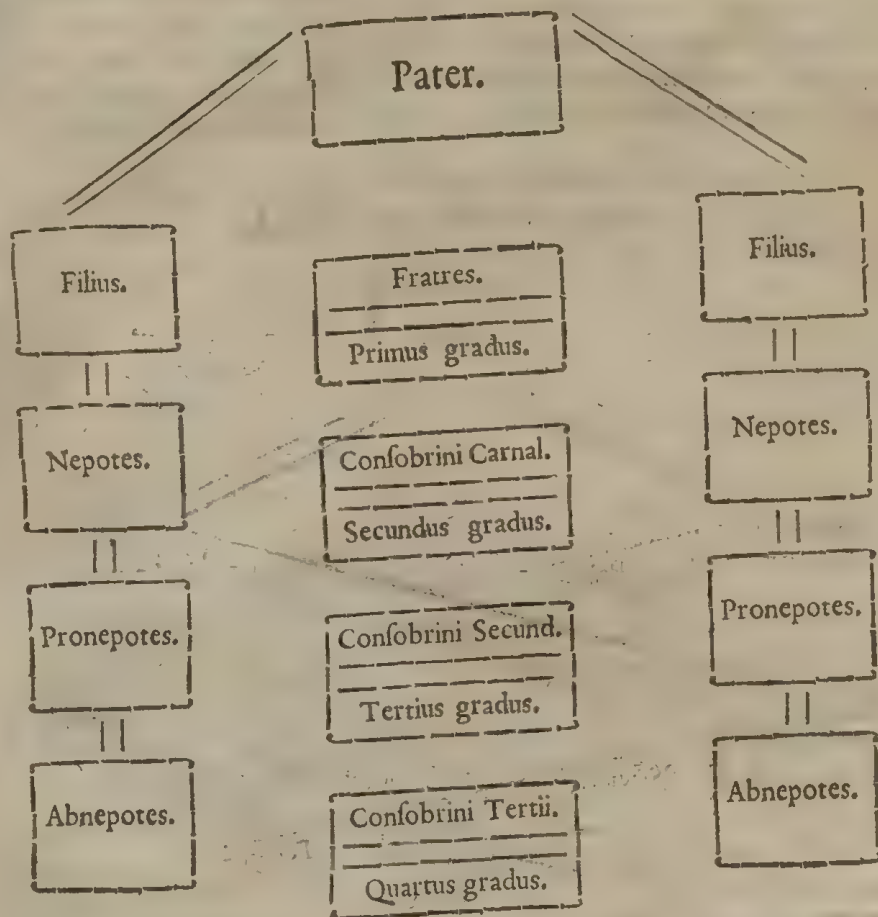 Pater.
Filius.
Fratres.
Primus gradus.
Filius.
Nepotes.
Conſobrini Carnal.
Secundus gradus.
Nepotes.
Pronepotes.
Conſobrini Secund.
Tertius gradus.
Pronepotes.
Abnepotes.
Conſobrini Tertii.
Quartus gradus.
Abnepotes.